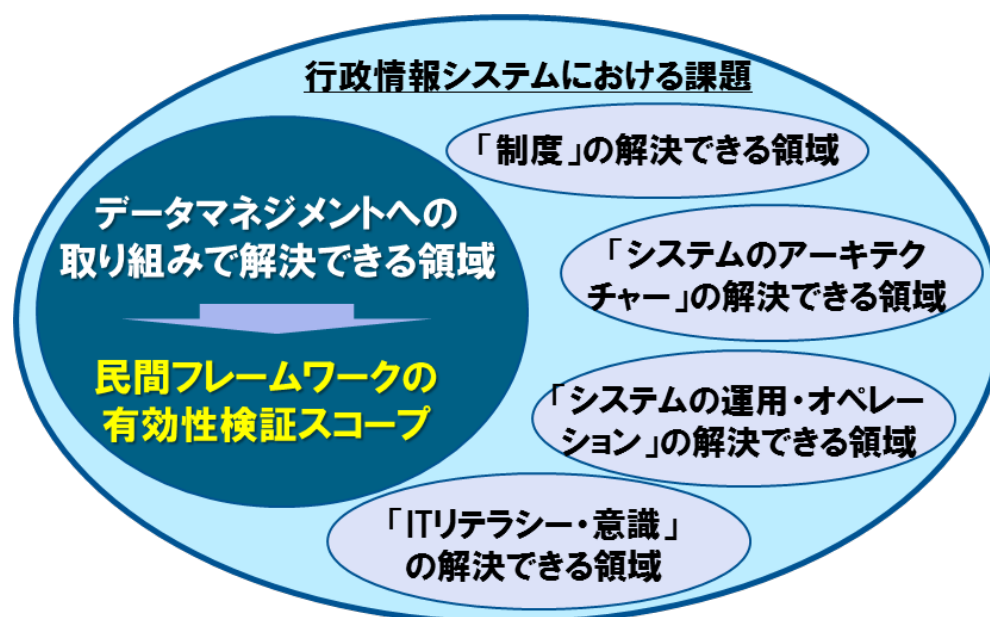 行政情報システムにおける課題
「制度」の解決できる領域
データマネジメントへの
取り組みで解決できる領域
民間フレームワークの
有効性検証スコープ
「システムのアーキテク
チャー」の解決できる領域
「システムの運用・オペレー
ション」の解決できる領域
「ITリテラシー・意識」
の解決できる領域